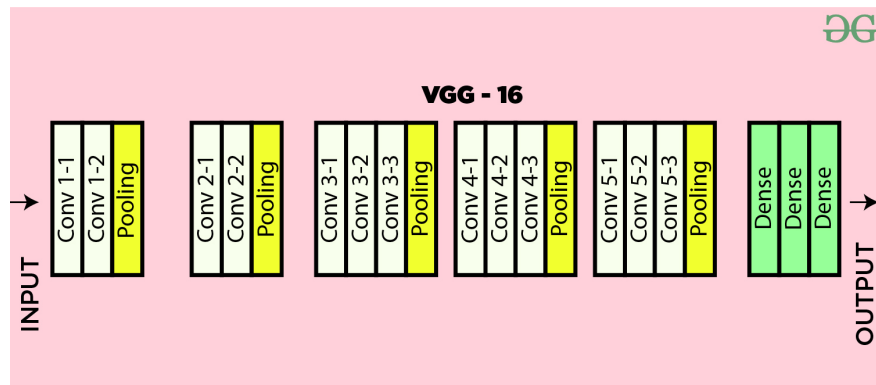 VGG - 16
INPUT
Conv 1-1
Conv 1-2
Pooling
Conv 2-1
Conv 2-2
Pooling
Conv 3-1
Conv 3-2
Conv 3-3
Pooling
Conv 4-1
Conv 4-2
Conv 4-3
Pooling
Conv 5-1
Conv 5-2
Conv 5-3
Pooling
Dense
Dense
Dense
OUTPUT